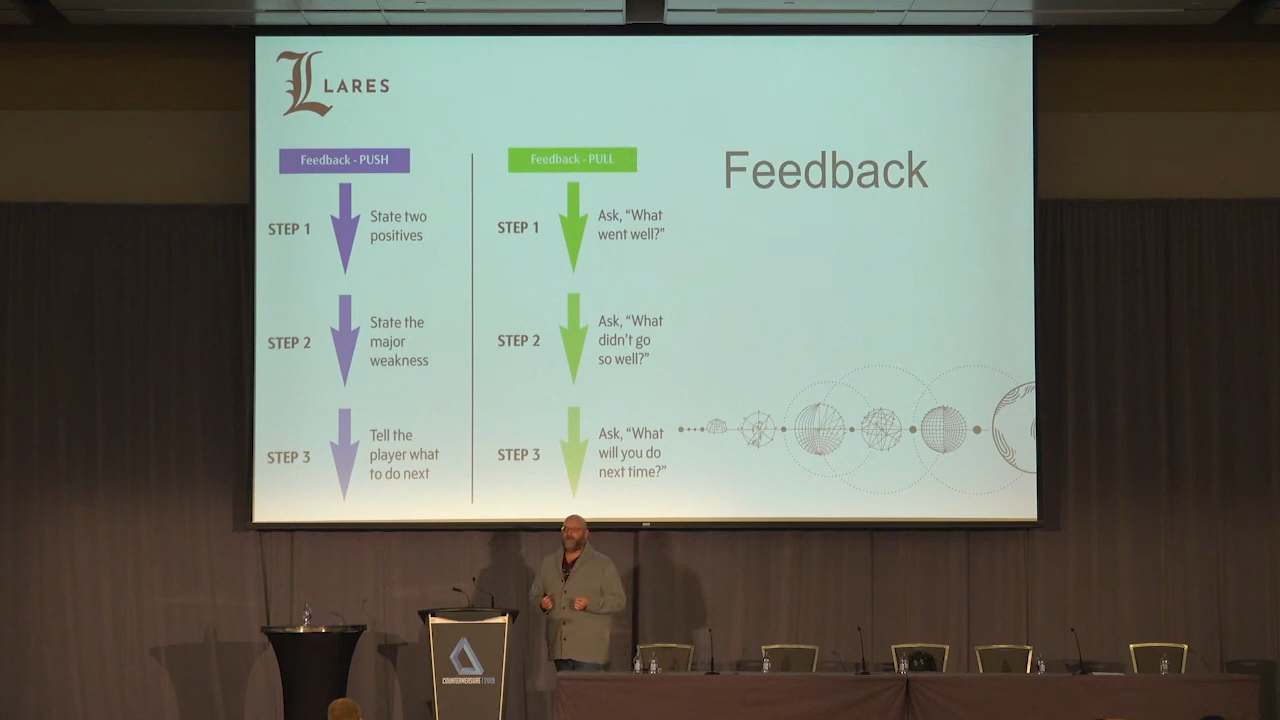 L LARES
Feedback
Feedback - PUSH
STEP 1
State two
positives
STEP 2
State the
major
weakness
STEP 3
Tell the
player what
to do next
Feedback - PULL
STEP 1
Ask, “What
went well?”
STEP 2
Ask, “What
didn’t go
so well?”
STEP 3
Ask, “What
will you do
next time?”
COUNTERMEASURE | 2019